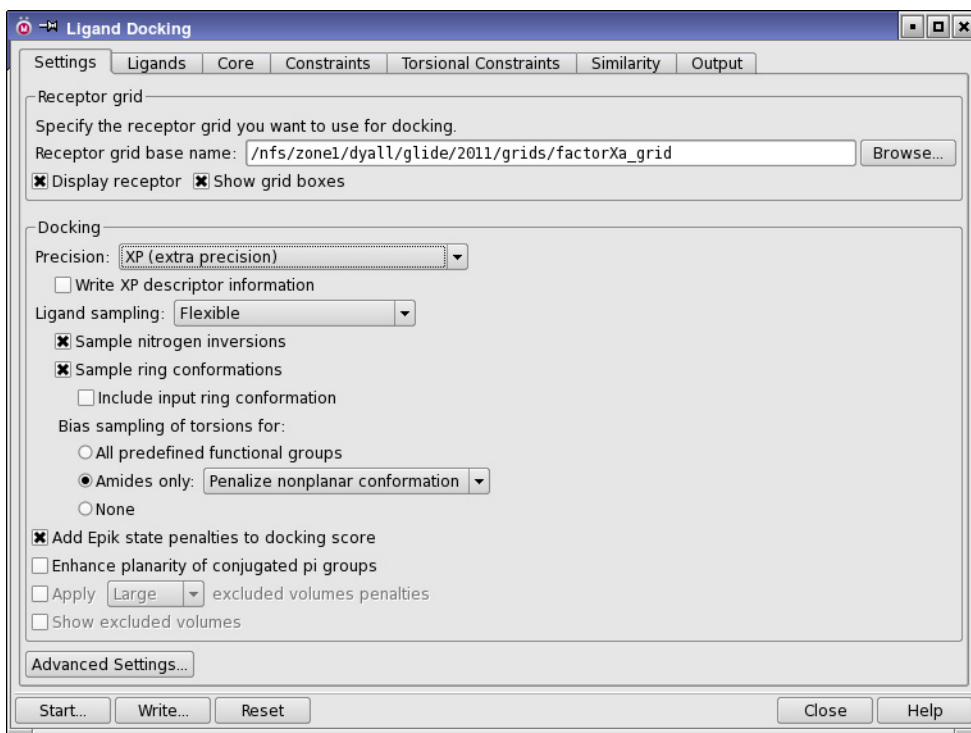 Ligand Docking
Settings Ligands Core Constraints Torsional Constraints Similarity Output
Receptor grid
Specify the receptor grid you want to use for docking.
Receptor grid base name: /nfs/zone1/dyall/glide/2011/grids/factorXa_grid Browse...
Display receptor Show grid boxes
Docking
Precision: XP (extra precision)
Write XP descriptor information
Ligand sampling: Flexible
Sample nitrogen inversions
Sample ring conformations
Include input ring conformation
Bias sampling of torsions for:
All predefined functional groups
Amides only: Penalize nonplanar conformation
None
Add Epik state penalties to docking score
Enhance planarity of conjugated pi groups
Apply Large excluded volumes penalties
Show excluded volumes
Advanced Settings...
Start... Write... Reset Close Help